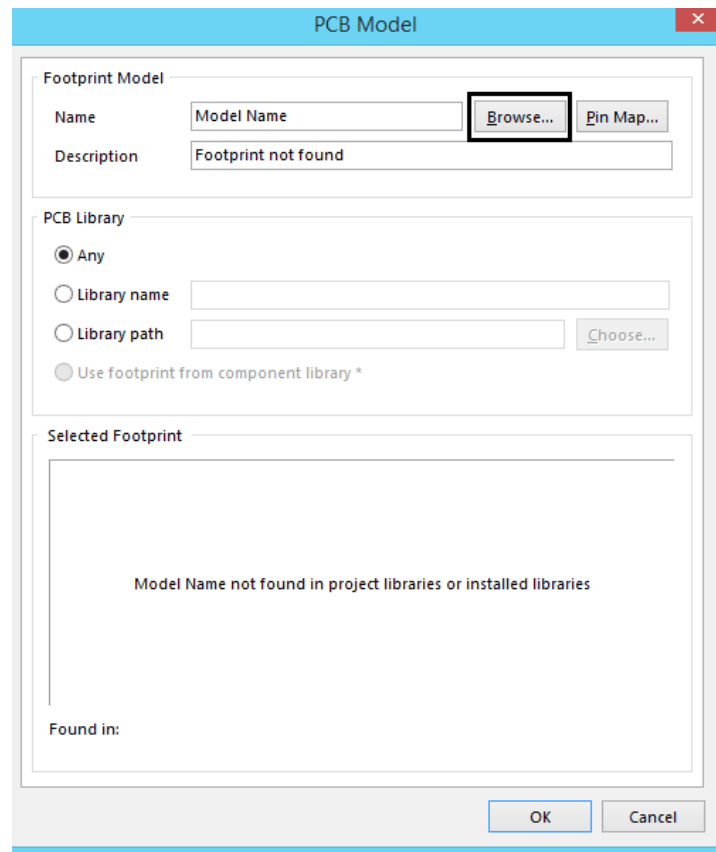 PCB Model
Footprint Model
Name Model Name Browse... Pin Map...
Description Footprint not found
PCB Library
Any
Library name
Library path Choose...
Use footprint from component library *
Selected Footprint
Model Name not found in project libraries or installed libraries
Found in:
OK Cancel